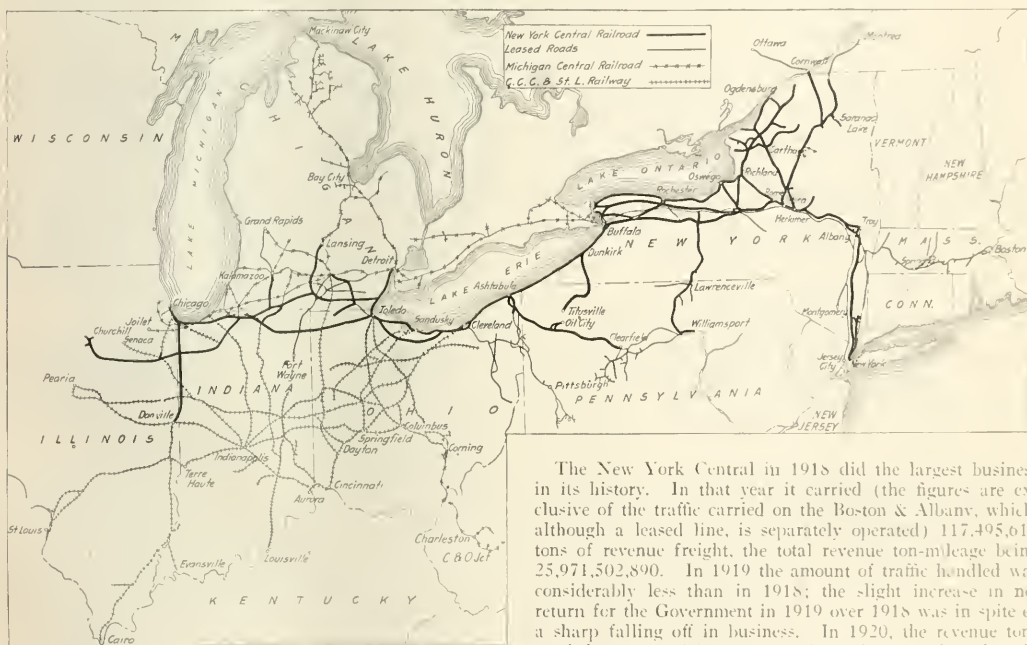 New York Central Railroad
Leased Roads
Michigan Central Railroad
C.C.C. & St. L. Railway
Mackinaw City
LAKE HURON
Ottawa
Montrea
Cornwall
Ogdensburg
Saranac Lake
VERMONT
NEW HAMPSHIRE
WISCONSIN
LAKE MICHIGAN
MICHIGAN
Bay City
Grand Rapids
Lansing
Detroit
Kalamazoo
LAKE ONTARIO
Oswego
Richland
Carthage
Rochester
Rome
Herkimer
Troy
Albany
MASS.
Boston
Buffalo
Dunkirk
NEW YORK
LAKE ERIE
Ashtabula
Chicago
Joilet
Churchill
Senaca
Toledo
Sandusky
Cleveland
Titusville
Oil City
Lawrenceville
Clearfield
Williamsport
Montgomery
CONN.
Jersey City
New York
Pearia
Fort Wayne
INDIANA
OHIO
Pittsburgh
PENNSYLVANIA
NEW JERSEY
Danville
ILLINOIS
Indianapolis
Springfield
Dayton
Columbus
Corning
Terre Haute
Aurora
Cincinnati
St Louis
Evansville
Louisville
Charleston
C & O Jct
KENTUCKY
Cairo
The New York Central in 1918 did the largest busine
in its history. In that year it carried (the figures are ex
clusive of the traffic carried on the Boston & Albany, which
although a leased line, is separately operated) 117,495,61
tons of revenue freight, the total revenue ton-mileage bein
25,971,502,890. In 1919 the amount of traffic handled wa
considerably less than in 1918; the slight increase in ne
return for the Government in 1919 over 1918 was in spite o
a sharp falling off in business. In 1920, the revenue ton